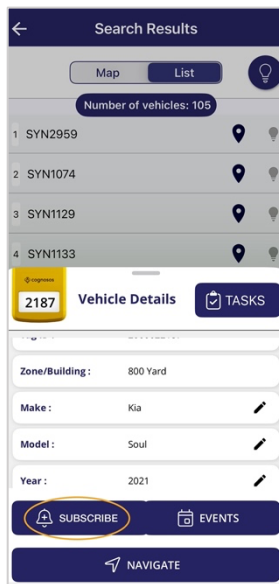 Search Results
Map List
Number of vehicles: 105
1 SYN2959
2 SYN1074
3 SYN1129
4 SYN1133
cognosos
2187 Vehicle Details TASKS
Zone/Building : 800 Yard
Make : Kia
Model : Soul
Year : 2021
SUBSCRIBE EVENTS
NAVIGATE